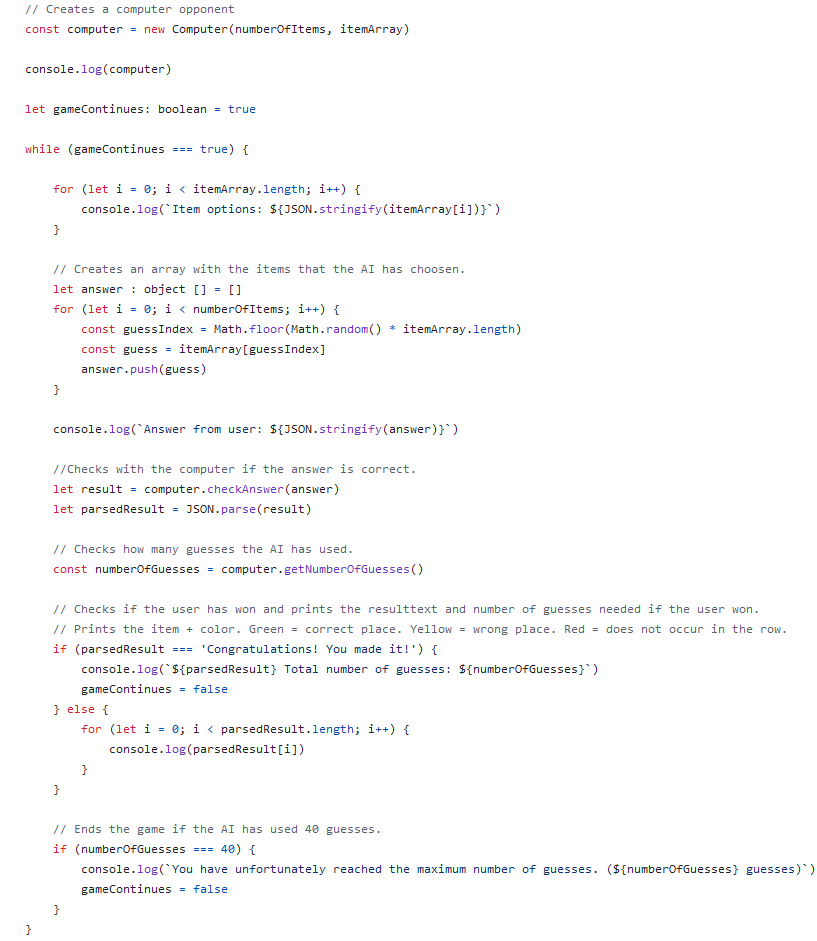 // Creates a computer opponent
const computer = new Computer(numberOfItems, itemArray)
console.log(computer)
let gameContinues: boolean = true
while (gameContinues === true) {
for (let i = 0; i < itemArray.length; i++) {
console.log(`Item options: ${JSON.stringify(itemArray[i])}`)
}
// Creates an array with the items that the AI has choosen.
let answer : object [] = []
for (let i = 0; i < numberOfItems; i++) {
const guessIndex = Math.floor(Math.random() * itemArray.length)
const guess = itemArray[guessIndex]
answer.push(guess)
}
console.log(`Answer from user: ${JSON.stringify(answer)}`)
//Checks with the computer if the answer is correct.
let result = computer.checkAnswer(answer)
let parsedResult = JSON.parse(result)
// Checks how many guesses the AI has used.
const numberOfGuesses = computer.getNumberOfGuesses()
// Checks if the user has won and prints the resulttext and number of guesses needed if the user won.
// Prints the item + color. Green = correct place. Yellow = wrong place. Red = does not occur in the row.
if (parsedResult === 'Congratulations! You made it!') {
console.log(`${parsedResult} Total number of guesses: ${numberOfGuesses}`)
gameContinues = false
} else {
for (let i = 0; i < parsedResult.length; i++) {
console.log(parsedResult[i])
}
}
// Ends the game if the AI has used 40 guesses.
if (numberOfGuesses === 40) {
console.log(`You have unfortunately reached the maximum number of guesses. (${numberOfGuesses} guesses)`)
gameContinues = false
}
}